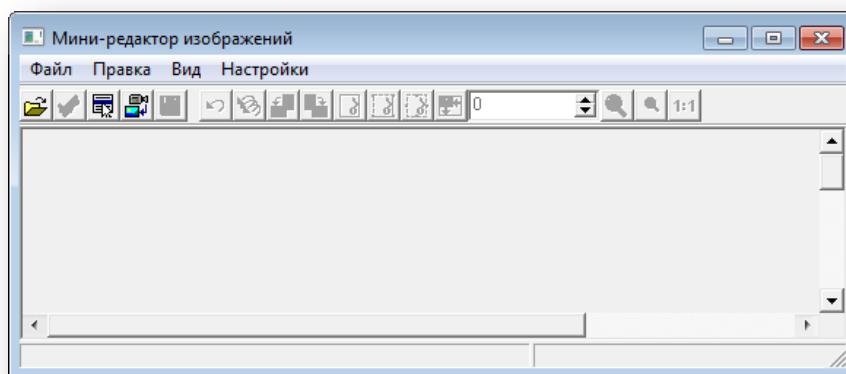 Мини-редактор изображений
Файл Правка Вид Настройки
0 1:1